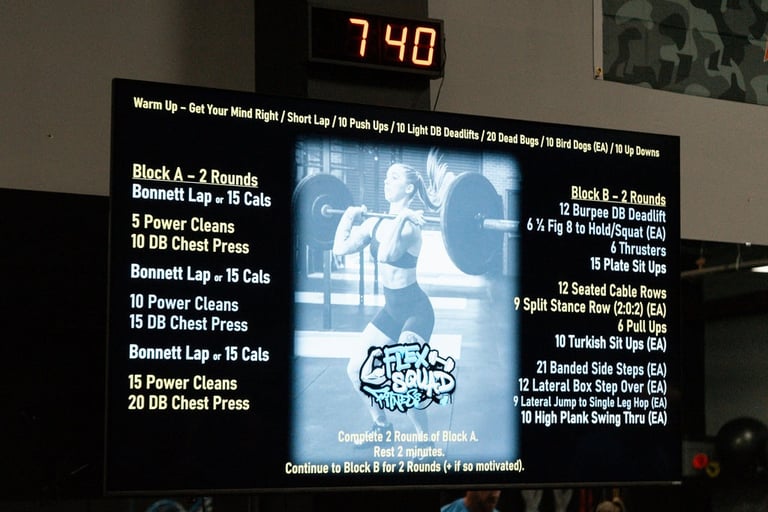 7 40
Warm Up – Get Your Mind Right / Short Lap / 10 Push Ups / 10 Light DB Deadlifts / 20 Dead Bugs / 10 Bird Dogs (EA) / 10 Up Downs
Block A – 2 Rounds
Bonnett Lap or 15 Cals
5 Power Cleans
10 DB Chest Press
Bonnett Lap or 15 Cals
10 Power Cleans
15 DB Chest Press
Bonnett Lap or 15 Cals
15 Power Cleans
20 DB Chest Press
Block B – 2 Rounds
12 Burpee DB Deadlift
6 ½ Fig 8 to Hold/Squat (EA)
6 Thrusters
15 Plate Sit Ups
12 Seated Cable Rows
9 Split Stance Row (2:0:2) (EA)
6 Pull Ups
10 Turkish Sit Ups (EA)
21 Banded Side Steps (EA)
12 Lateral Box Step Over (EA)
9 Lateral Jump to Single Leg Hop (EA)
10 High Plank Swing Thru (EA)
FLEX
SQUAD
FITNESS
Complete 2 Rounds of Block A.
Rest 2 minutes.
Continue to Block B for 2 Rounds (+ if so motivated).